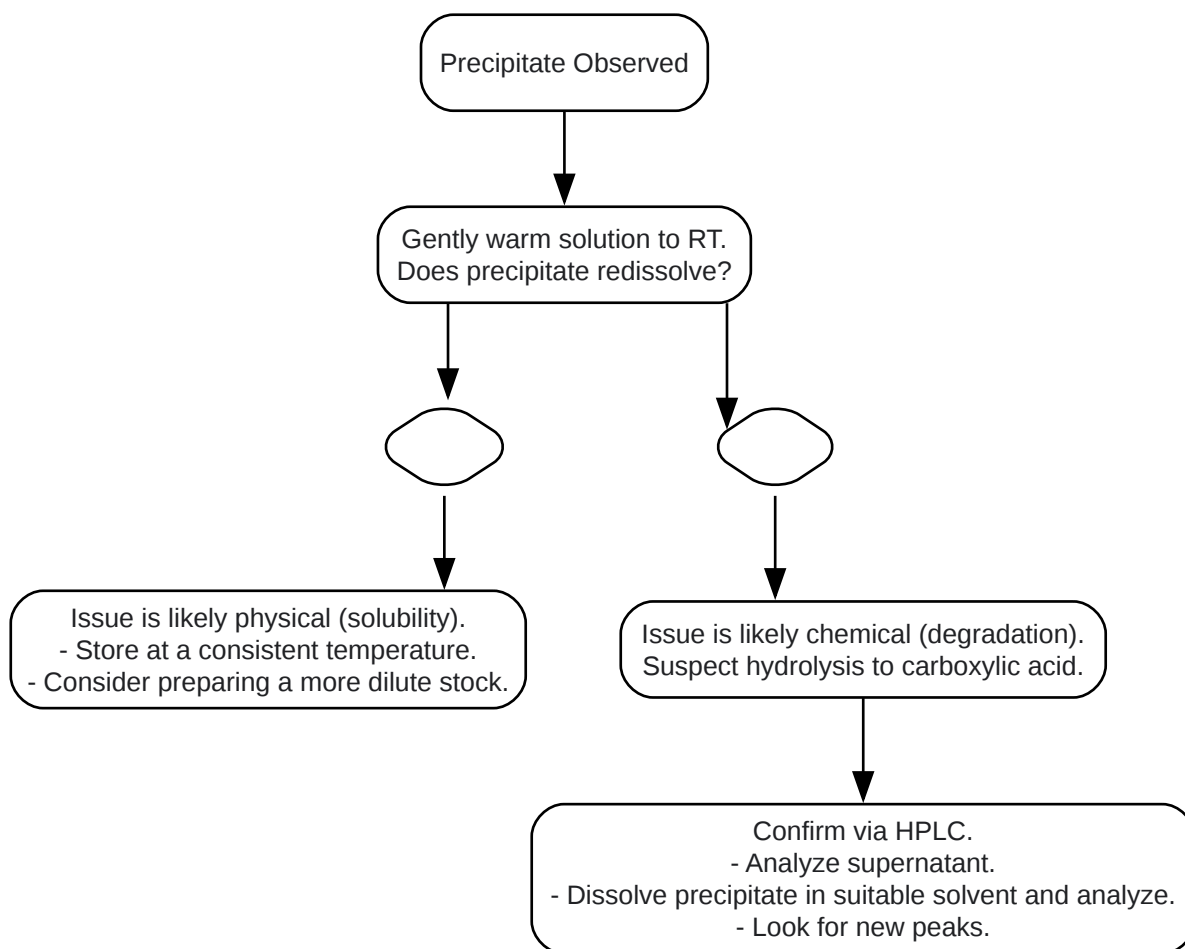 Precipitate Observed
Gently warm solution to RT.
Does precipitate redissolve?
Issue is likely physical (solubility).
- Store at a consistent temperature.
- Consider preparing a more dilute stock.
Issue is likely chemical (degradation).
Suspect hydrolysis to carboxylic acid.
Confirm via HPLC.
- Analyze supernatant.
- Dissolve precipitate in suitable solvent and analyze.
- Look for new peaks.